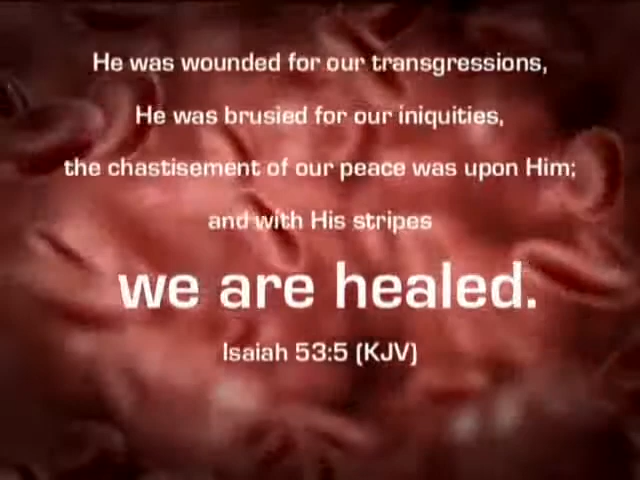 He was wounded for our transgressions,
He was brusied for our iniquities,
the chastisement of our peace was upon Him;
and with His stripes
we are healed.
Isaiah 53:5 (KJV)